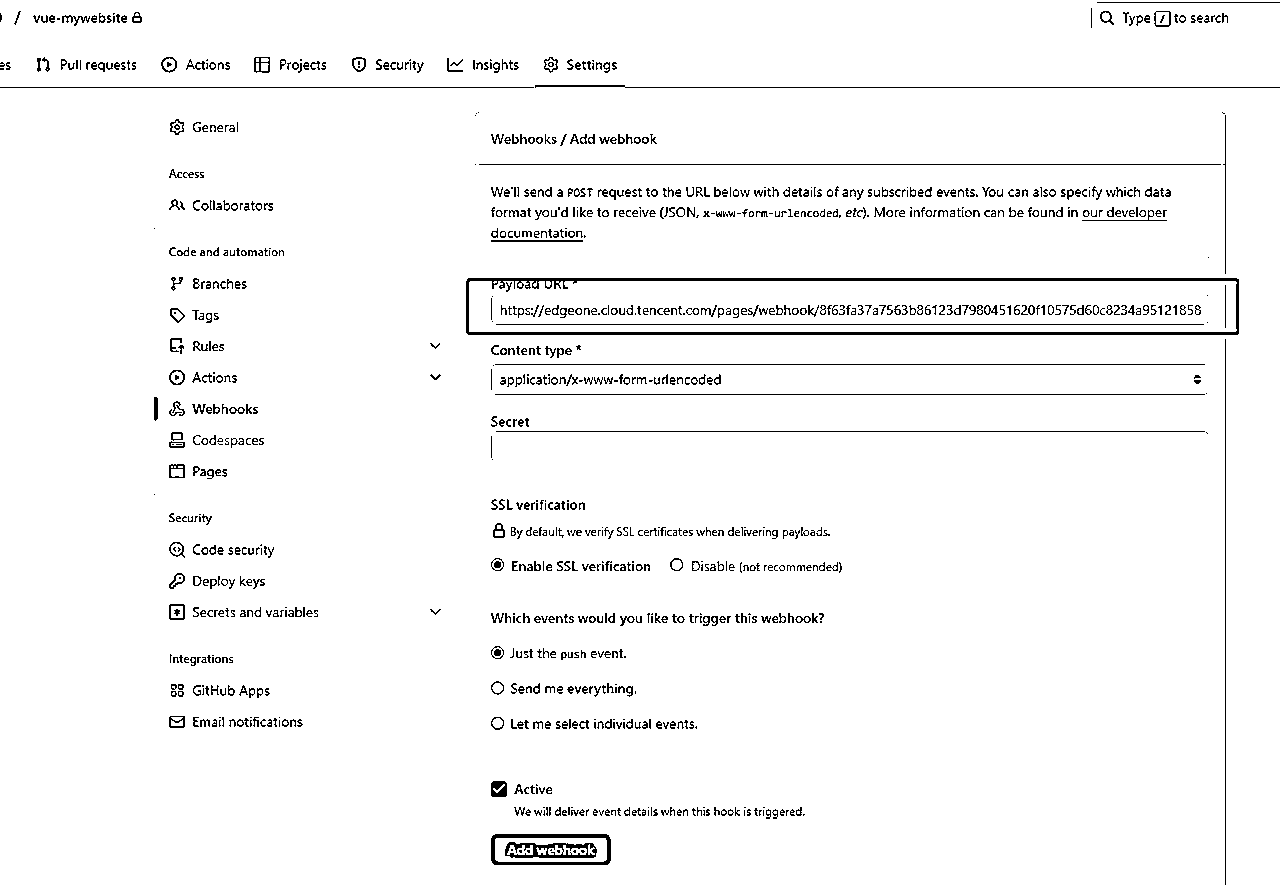 / vue-mywebsite
Type / to search
es Pull requests Actions Projects Security Insights Settings
General
Access
Collaborators
Code and automation
Branches
Tags
Rules
Actions
Webhooks
Codespaces
Pages
Security
Code security
Deploy keys
Secrets and variables
Integrations
GitHub Apps
Email notifications
Webhooks / Add webhook
We'll send a POST request to the URL below with details of any subscribed events. You can also specify which data
format you'd like to receive (JSON, x-www-form-urlencoded, etc). More information can be found in our developer
documentation.
Payload URL *
https://edgeone.cloud.tencent.com/pages/webhook/8f63fa37a7563b86123d7980451620f10575d60c8234a95121858
Content type *
application/x-www-form-urlencoded
Secret
SSL verification
By default, we verify SSL certificates when delivering payloads.
Enable SSL verification Disable (not recommended)
Which events would you like to trigger this webhook?
Just the push event.
Send me everything.
Let me select individual events.
Active
We will deliver event details when this hook is triggered.
Add webhook